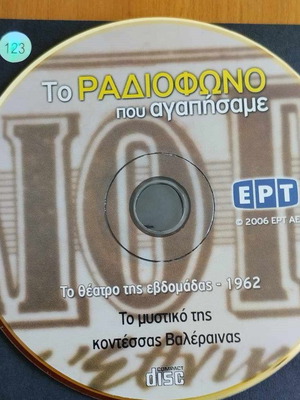 123
Το ΡΑΔΙΟΦΩΝΟ
που αγαπήσαμε
ΕΡΤ
© 2006 ΕΡΤ ΑΕ
Το θέατρο της εβδομάδας - 1962
Το μυστικό της
κοντέσσας Βαλέραινας
COMPACT
disc